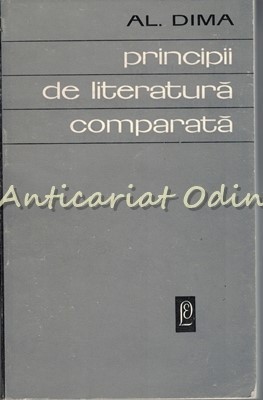 AL. DIMA
principii
de literatură
comparată
Anticariat Odin